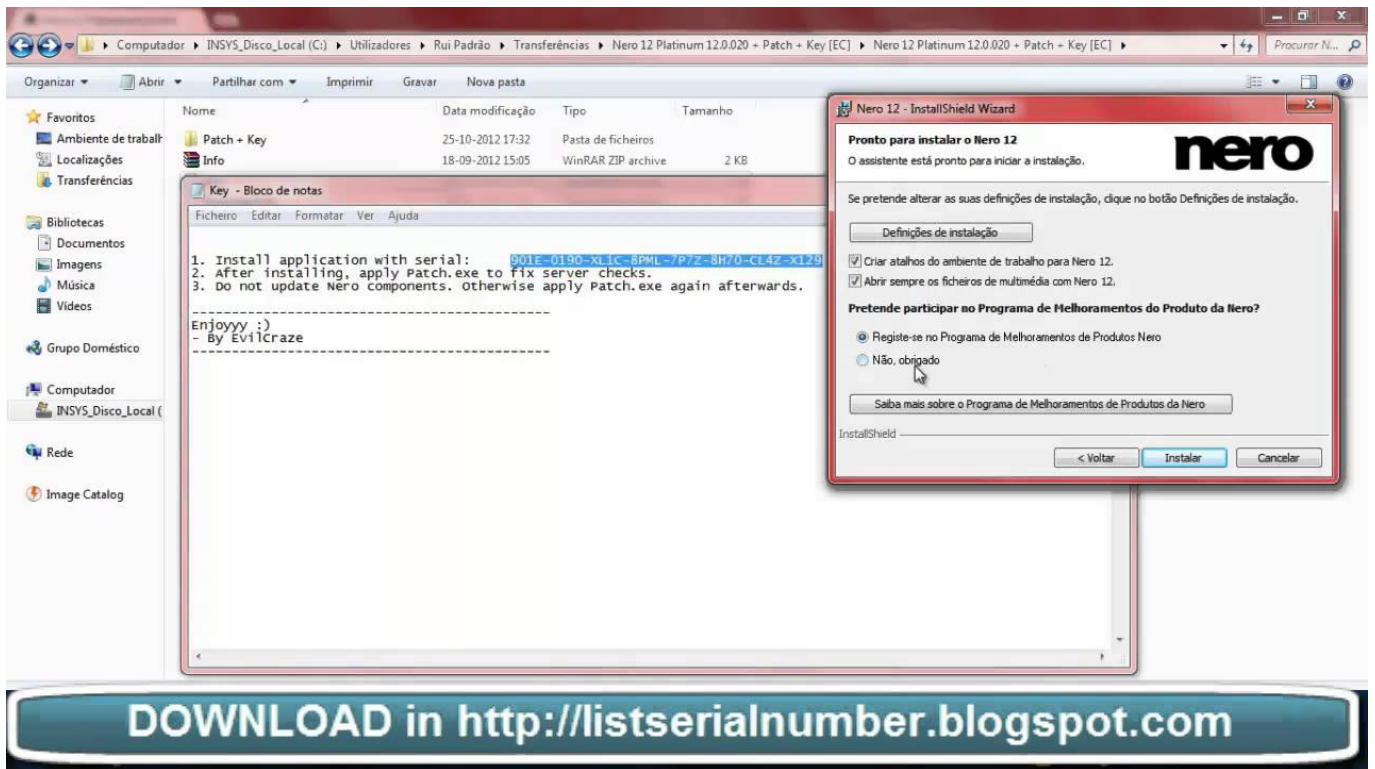 Computador ▸ INSYS_Disco_Local (C:) ▸ Utilizadores ▸ Rui Padrão ▸ Transferências ▸ Nero 12 Platinum 12.0.020 + Patch + Key [EC] ▸ Nero 12 Platinum 12.0.020 + Patch + Key [EC] ▸
Procurar N...
Organizar Abrir Partilhar com Imprimir Gravar Nova pasta
Favoritos
Ambiente de trabalh
Localizações
Transferências
Bibliotecas
Documentos
Imagens
Música
Vídeos
Grupo Doméstico
Computador
INSYS_Disco_Local (
Rede
Image Catalog
Nome Data modificação Tipo Tamanho
Patch + Key 25-10-2012 17:32 Pasta de ficheiros
Info 18-09-2012 15:05 WinRAR ZIP archive 2 KB
Key - Bloco de notas
Ficheiro Editar Formatar Ver Ajuda
1. Install application with serial: 901E-0190-XL1C-8PML-7P7Z-8H70-CL4Z-X129
2. After installing, apply Patch.exe to fix server checks.
3. Do not update Nero components. Otherwise apply Patch.exe again afterwards.
--------------------------------------------------
Enjoyyy :)
- By EvilCraze
--------------------------------------------------
Nero 12 - InstallShield Wizard
Pronto para instalar o Nero 12
O assistente está pronto para iniciar a instalação.
nero
Se pretende alterar as suas definições de instalação, clique no botão Definições de instalação.
Definições de instalação
Criar atalhos do ambiente de trabalho para Nero 12.
Abrir sempre os ficheiros de multimédia com Nero 12.
Pretende participar no Programa de Melhoramentos do Produto da Nero?
Registe-se no Programa de Melhoramentos de Produtos Nero
Não, obrigado
Saiba mais sobre o Programa de Melhoramentos de Produtos da Nero
InstallShield
< Voltar Instalar Cancelar
DOWNLOAD in http://listserialnumber.blogspot.com